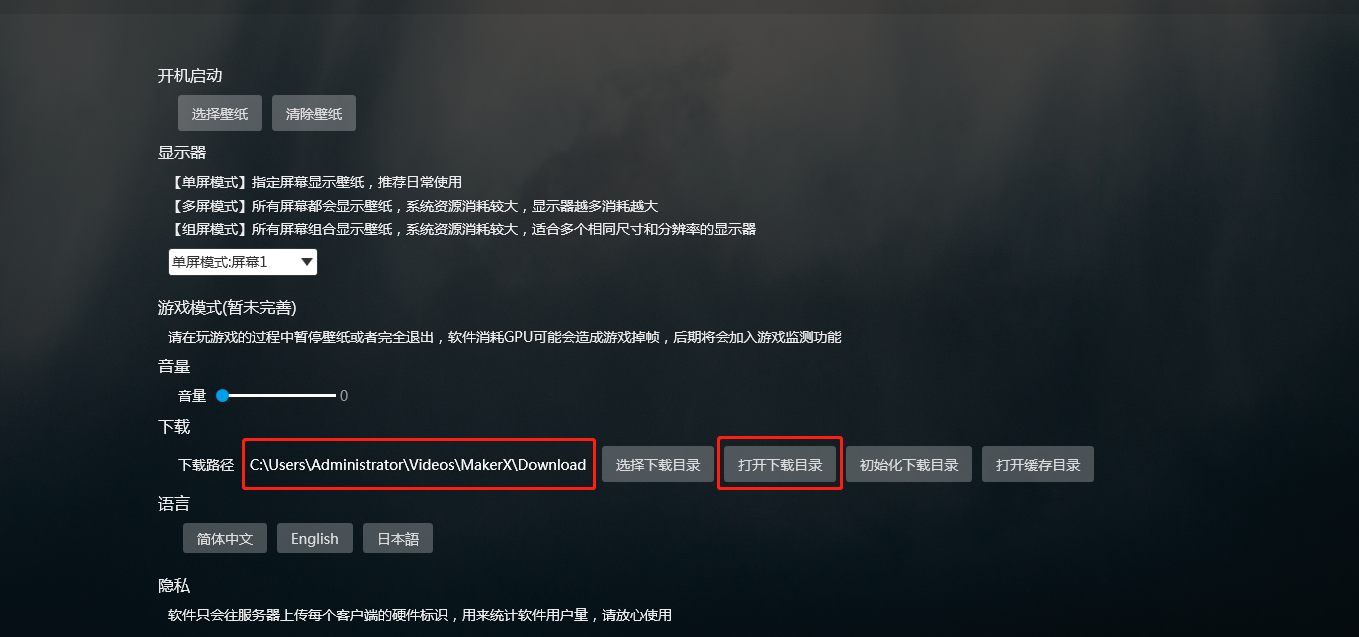 开机启动
选择壁纸 清除壁纸
显示器
【单屏模式】指定屏幕显示壁纸，推荐日常使用
【多屏模式】所有屏幕都会显示壁纸，系统资源消耗较大，显示器越多消耗越大
【组屏模式】所有屏幕组合显示壁纸，系统资源消耗较大，适合多个相同尺寸和分辨率的显示器
单屏模式:屏幕1
游戏模式(暂未完善)
请在玩游戏的过程中暂停壁纸或者完全退出，软件消耗GPU可能会造成游戏掉帧，后期将会加入游戏监测功能
音量
音量 0
下载
下载路径 C:\Users\Administrator\Videos\MakerX\Download 选择下载目录 打开下载目录 初始化下载目录 打开缓存目录
语言
简体中文 English 日本語
隐私
软件只会往服务器上传每个客户端的硬件标识，用来统计软件用户量，请放心使用